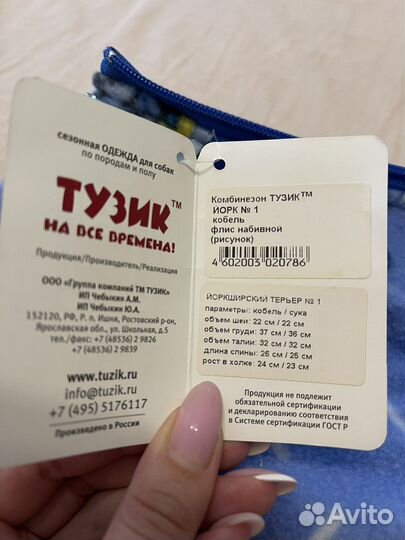 сезонная ОДЕЖДА для собак
по породам и полу
ТУЗИК™
НА ВСЕ ВРЕМЕНА!
Продукция/Производитель/Реализация
ООО «Группа компаний ТМ ТУЗИК»
ИП Чебыкин А.М.
ИП Чебыкин Ю.А.
152120, РФ, Р. п. Ишня, Ростовский р-он,
Ярославская обл., ул. Школьная, д.5
тел./факс: +7 (48536) 2 9826
+7 (48536) 2 9839
www.tuzik.ru
info@tuzik.ru
+7 (495) 5176117
Произведено в России
Комбинезон ТУЗИК™
ЙОРК № 1
кобель
флис набивной
(рисунок)
4602003020786
ЙОРКШИРСКИЙ ТЕРЬЕР № 1
параметры: кобель / сука
объем шеи: 22 см / 22 см
объем груди: 37 см / 36 см
объем талии: 32 см / 32 см
длина спины: 26 см / 25 см
рост в холке: 24 см / 23 см
Продукция не подлежит
обязательной сертификации
и декларированию соответствия
в Системе сертификации ГОСТ Р
Avito